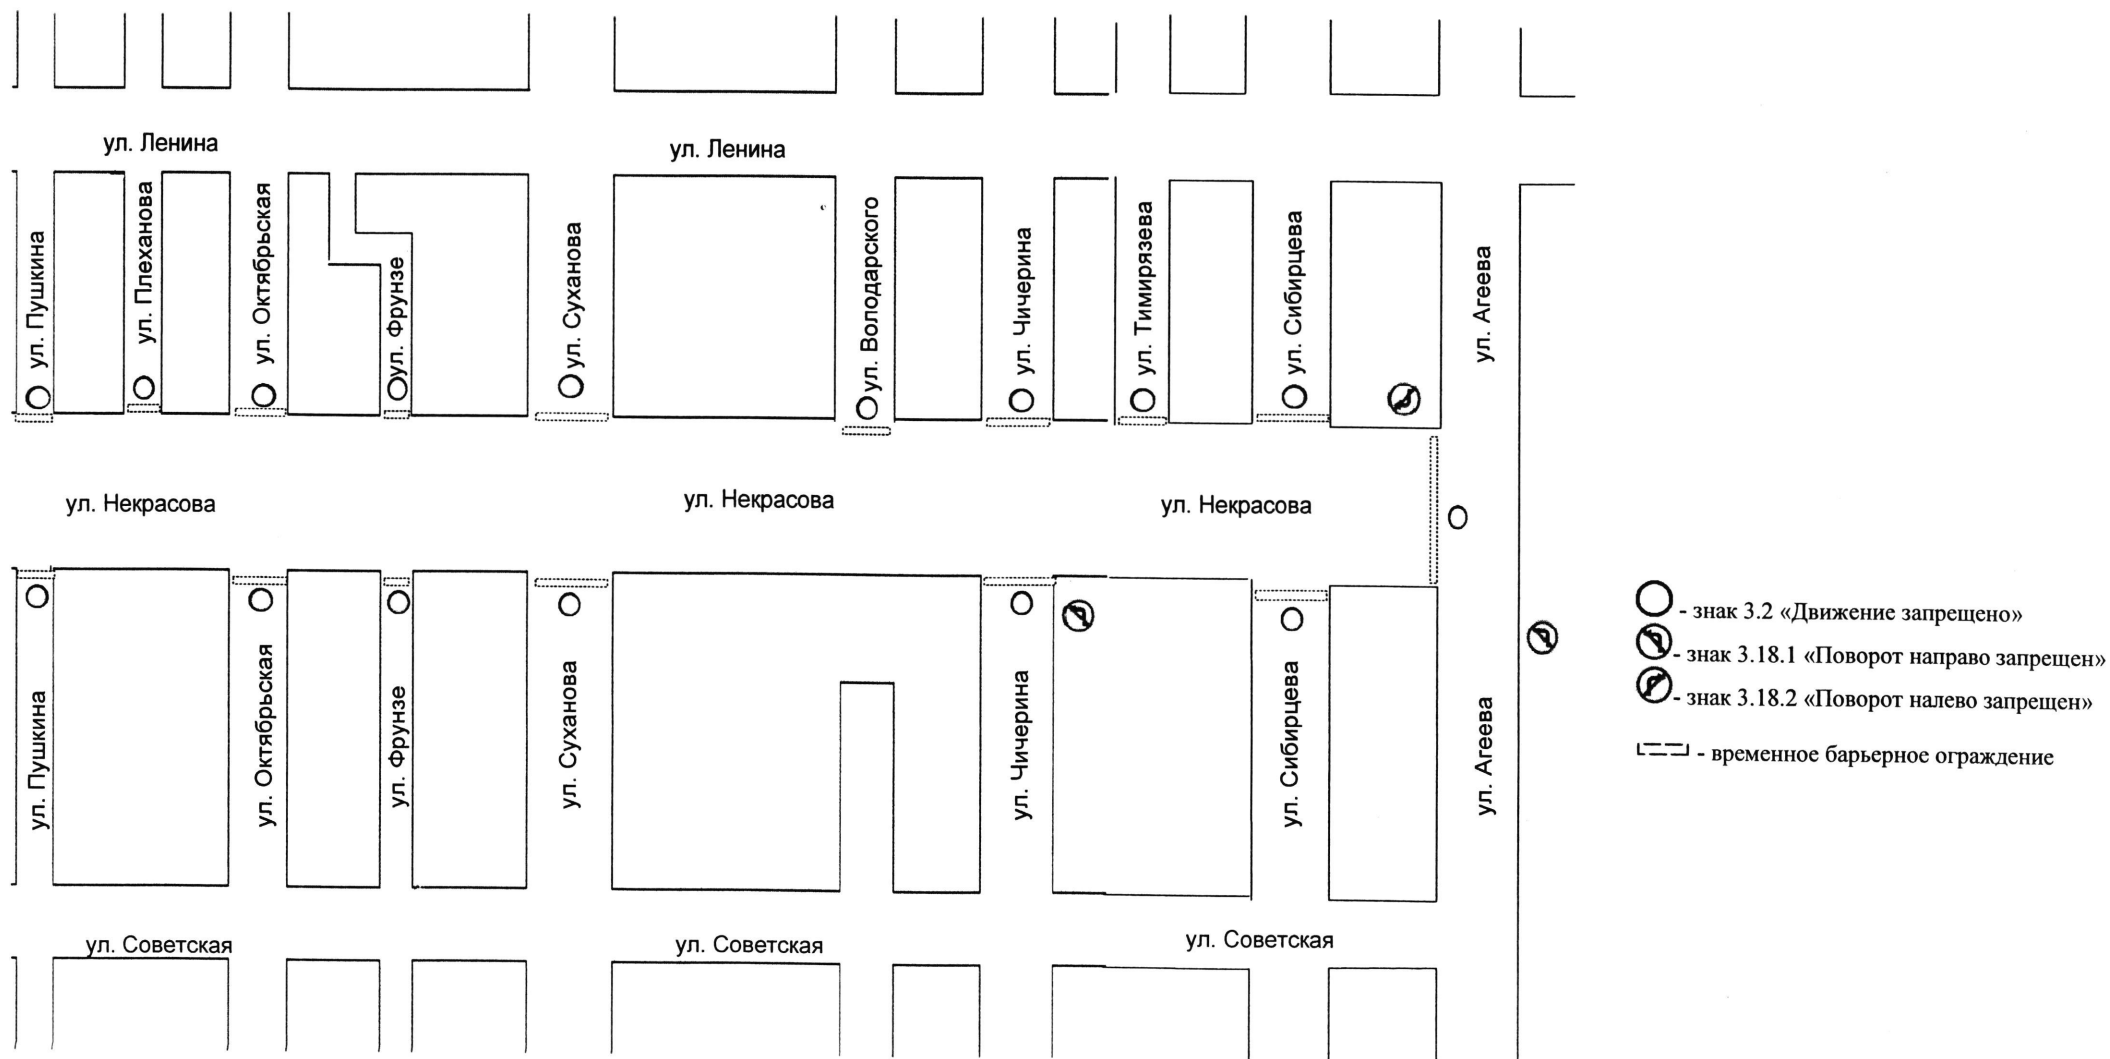 ул. Ленина
ул. Ленина
ул. Пушкина
ул. Плеханова
ул. Октябрьская
ул. Фрунзе
ул. Суханова
ул. Володарского
ул. Чичерина
ул. Тимирязева
ул. Сибирцева
ул. Агеева
ул. Некрасова
ул. Некрасова
ул. Некрасова
ул. Пушкина
ул. Октябрьская
ул. Фрунзе
ул. Суханова
ул. Чичерина
ул. Сибирцева
ул. Агеева
- знак 3.2 «Движение запрещено»
- знак 3.18.1 «Поворот направо запрещен»
- знак 3.18.2 «Поворот налево запрещен»
- временное барьерное ограждение
ул. Советская
ул. Советская
ул. Советская